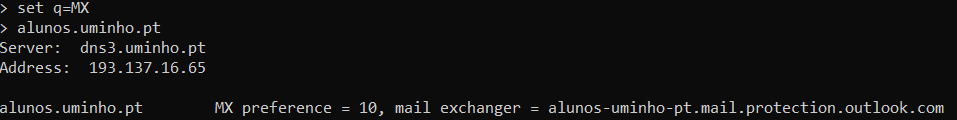 > set q=MX
> alunos.uminho.pt
Server:  dns3.uminho.pt
Address:  193.137.16.65
alunos.uminho.pt        MX preference = 10, mail exchanger = alunos-uminho-pt.mail.protection.outlook.com